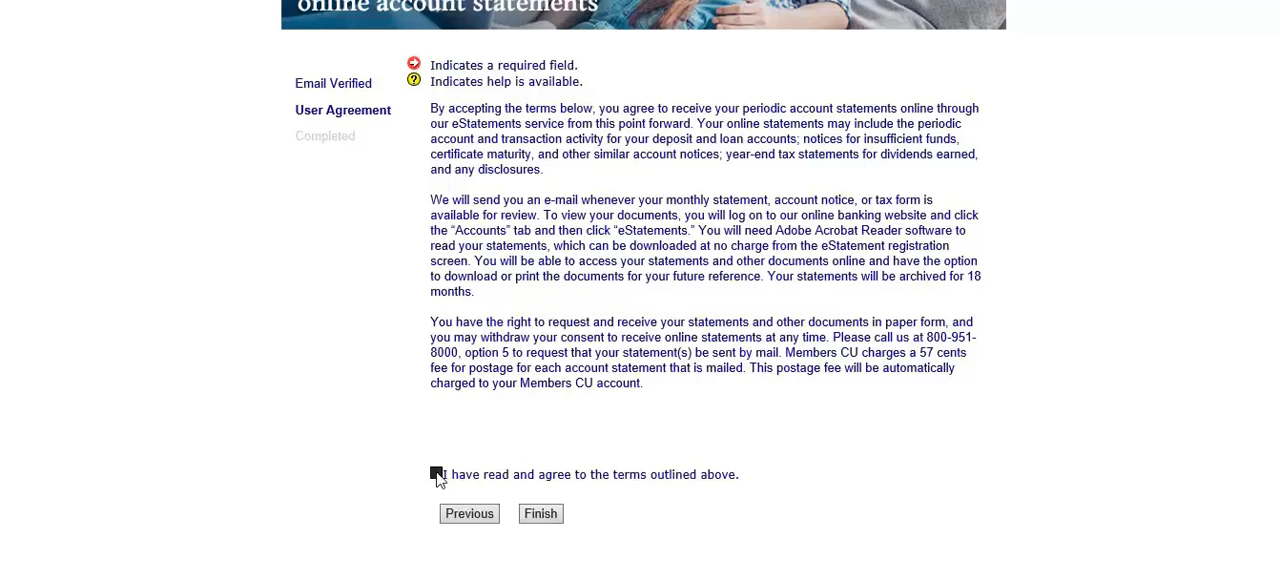 online account statements
Indicates a required field.
Indicates help is available.
Email Verified
User Agreement
Completed
By accepting the terms below, you agree to receive your periodic account statements online through
our eStatements service from this point forward. Your online statements may include the periodic
account and transaction activity for your deposit and loan accounts; notices for insufficient funds,
certificate maturity, and other similar account notices; year-end tax statements for dividends earned,
and any disclosures.
We will send you an e-mail whenever your monthly statement, account notice, or tax form is
available for review. To view your documents, you will log on to our online banking website and click
the “Accounts” tab and then click “eStatements.” You will need Adobe Acrobat Reader software to
read your statements, which can be downloaded at no charge from the eStatement registration
screen. You will be able to access your statements and other documents online and have the option
to download or print the documents for your future reference. Your statements will be archived for 18
months.
You have the right to request and receive your statements and other documents in paper form, and
you may withdraw your consent to receive online statements at any time. Please call us at 800-951-
8000, option 5 to request that your statement(s) be sent by mail. Members CU charges a 57 cents
fee for postage for each account statement that is mailed. This postage fee will be automatically
charged to your Members CU account.
I have read and agree to the terms outlined above.
Previous
Finish